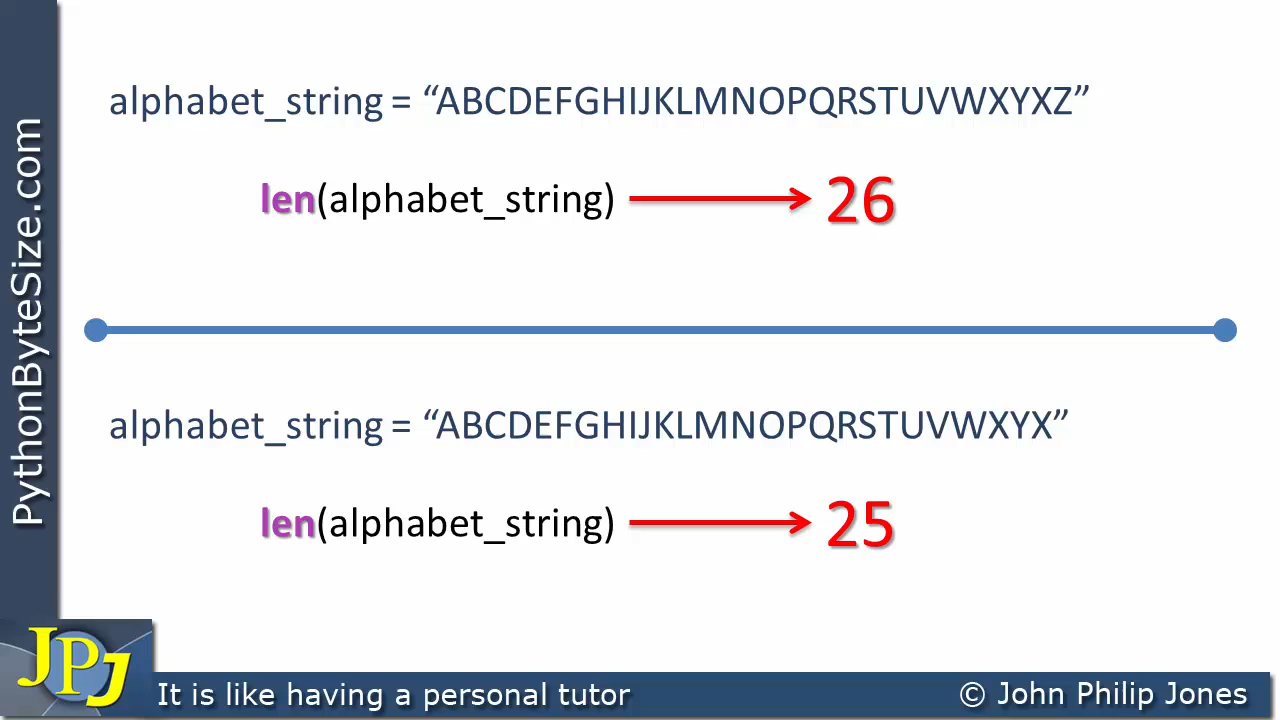 alphabet_string = “ABCDEFGHIJKLMNOPQRSTUVWXYXZ”
len(alphabet_string) 26
alphabet_string = “ABCDEFGHIJKLMNOPQRSTUVWXYX”
len(alphabet_string) 25
PythonByteSize.com
JPJ
It is like having a personal tutor
© John Philip Jones